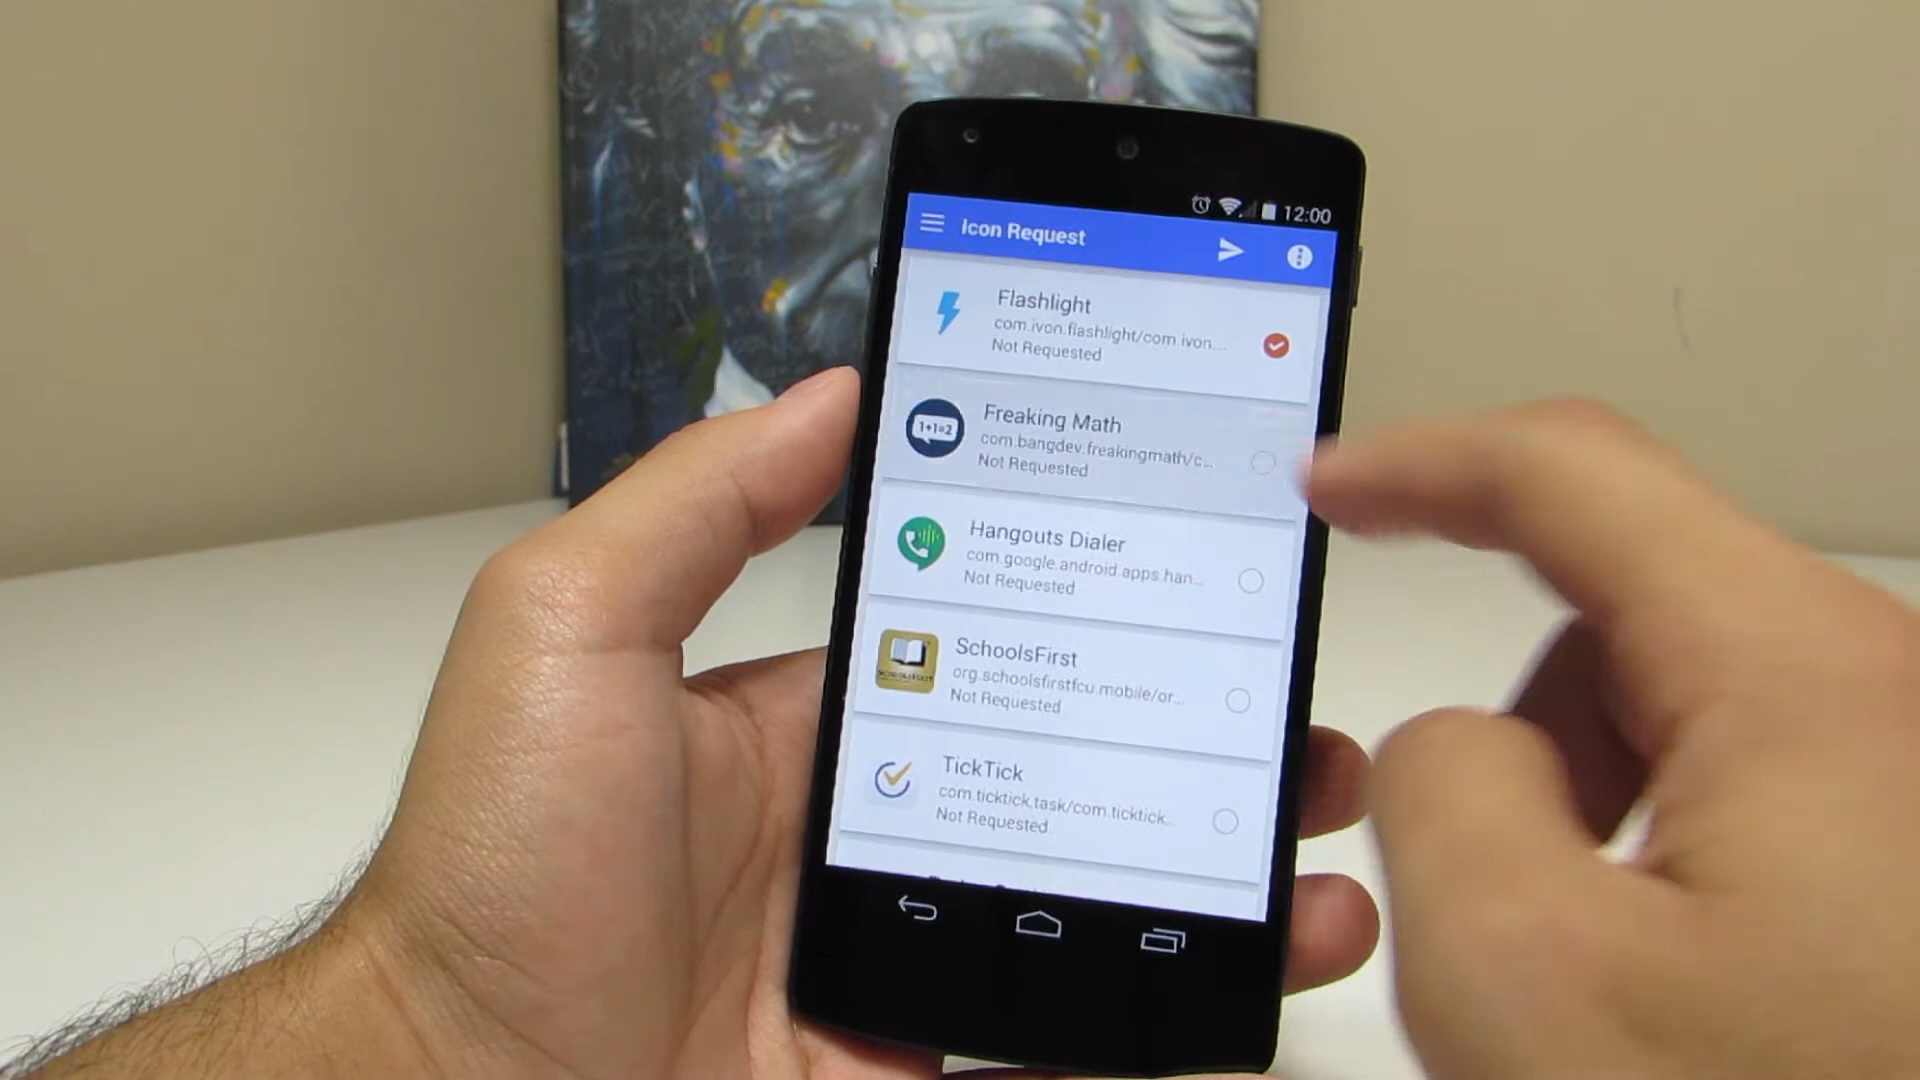 12:00
Icon Request
Flashlight
com.ivon.flashlight/com.ivon...
Not Requested
1+1=2
Freaking Math
com.bangdev.freakingmath/c...
Not Requested
Hangouts Dialer
com.google.android.apps.han...
Not Requested
SchoolsFirst
org.schoolsfirstfcu.mobile/or...
Not Requested
TickTick
com.ticktick.task/com.ticktick...
Not Requested